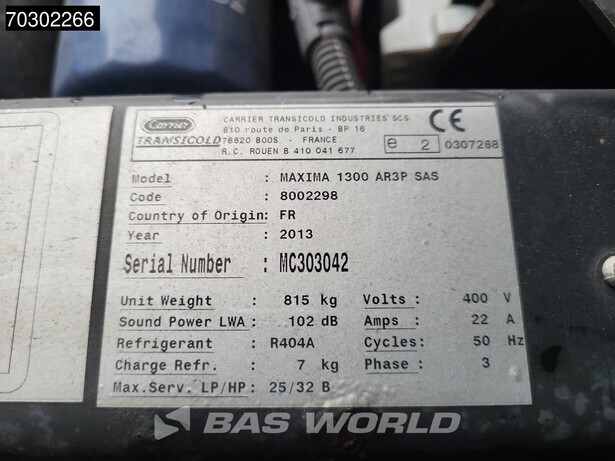 70302266
Carrier
TRANSICOLD
CARRIER TRANSICOLD INDUSTRIES SCS
810 route de Paris - BP 16
76520 BOOS - FRANCE
R.C. ROUEN B 410 041 677
CE
e 2 0307268
Model : MAXIMA 1300 AR3P SAS
Code : 8002298
Country of Origin: FR
Year : 2013
Serial Number : MC303042
Unit Weight : 815 kg Volts : 400 V
Sound Power LWA : 102 dB Amps : 22 A
Refrigerant : R404A Cycles: 50 Hz
Charge Refr. : 7 kg Phase : 3
Max.Serv. LP/HP: 25/32 B
BAS WORLD